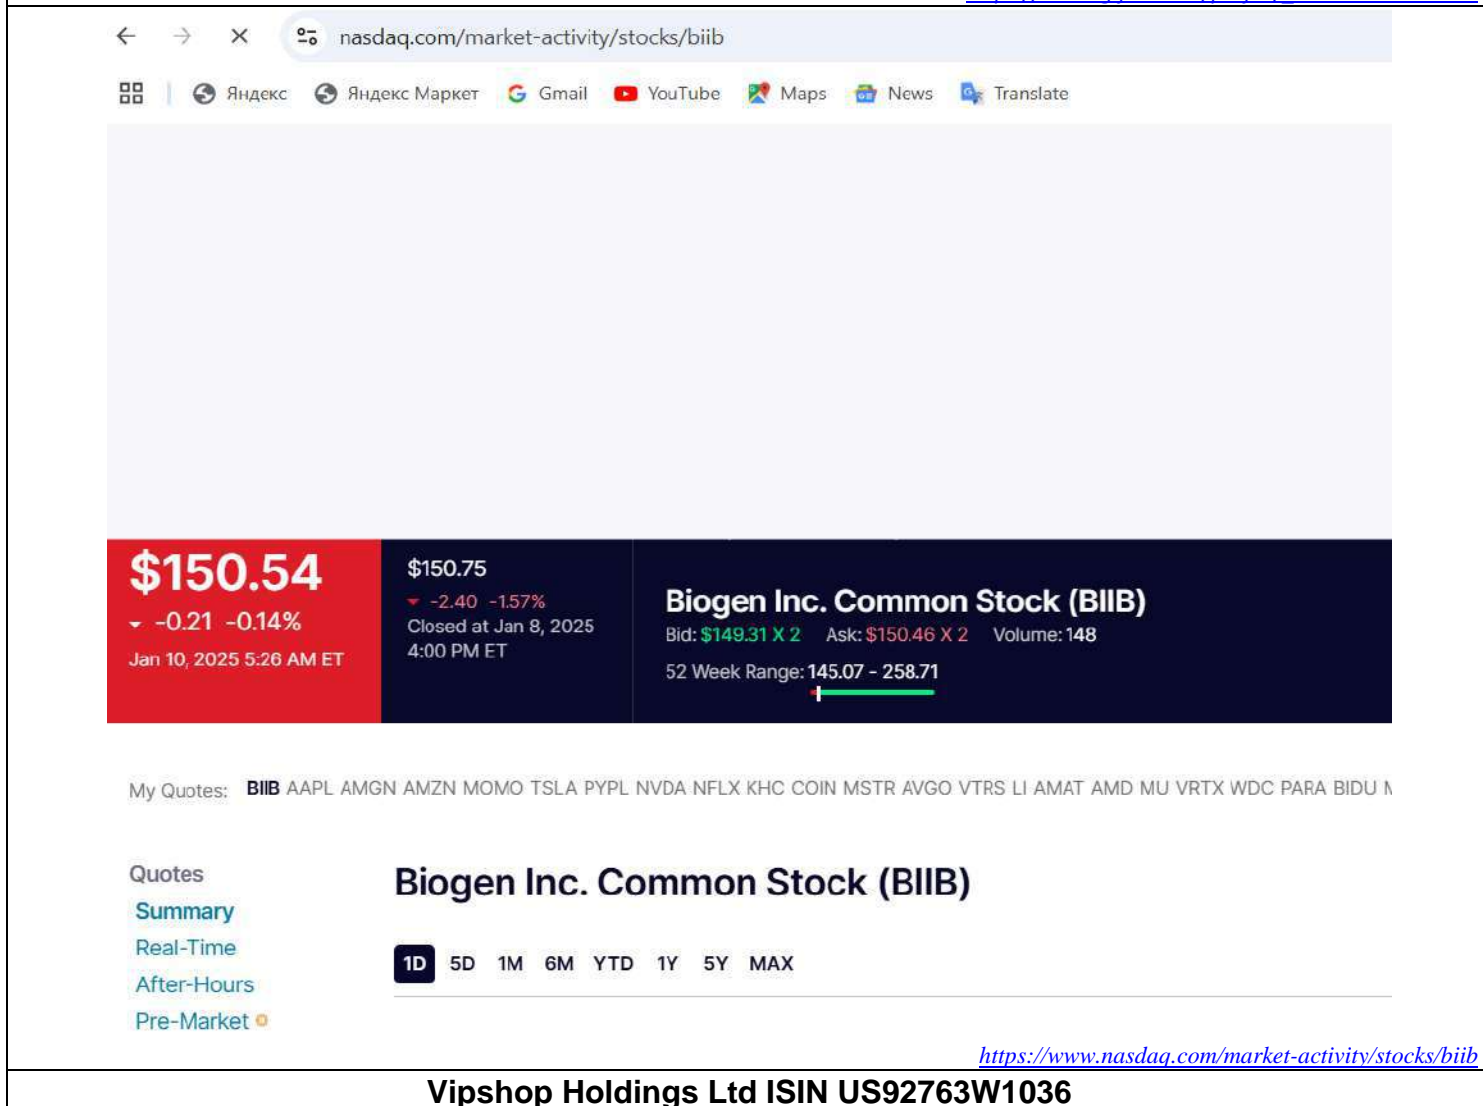 nasdaq.com/market-activity/stocks/biib
Яндекс Яндекс Маркет Gmail YouTube Maps News Translate
$150.54
-0.21 -0.14%
Jan 10, 2025 5:26 AM ET
$150.75
-2.40 -1.57%
Closed at Jan 8, 2025
4:00 PM ET
Biogen Inc. Common Stock (BIIB)
Bid: $149.31 X 2 Ask: $150.46 X 2 Volume: 148
52 Week Range: 145.07 - 258.71
My Quotes: BIIB AAPL AMGN AMZN MOMO TSLA PYPL NVDA NFLX KHC COIN MSTR AVGO VTRS LI AMAT AMD MU VRTX WDC PARA BIDU
Quotes
Summary
Real-Time
After-Hours
Pre-Market
Biogen Inc. Common Stock (BIIB)
1D 5D 1M 6M YTD 1Y 5Y MAX
https://www.nasdaq.com/market-activity/stocks/biib
Vipshop Holdings Ltd ISIN US92763W1036